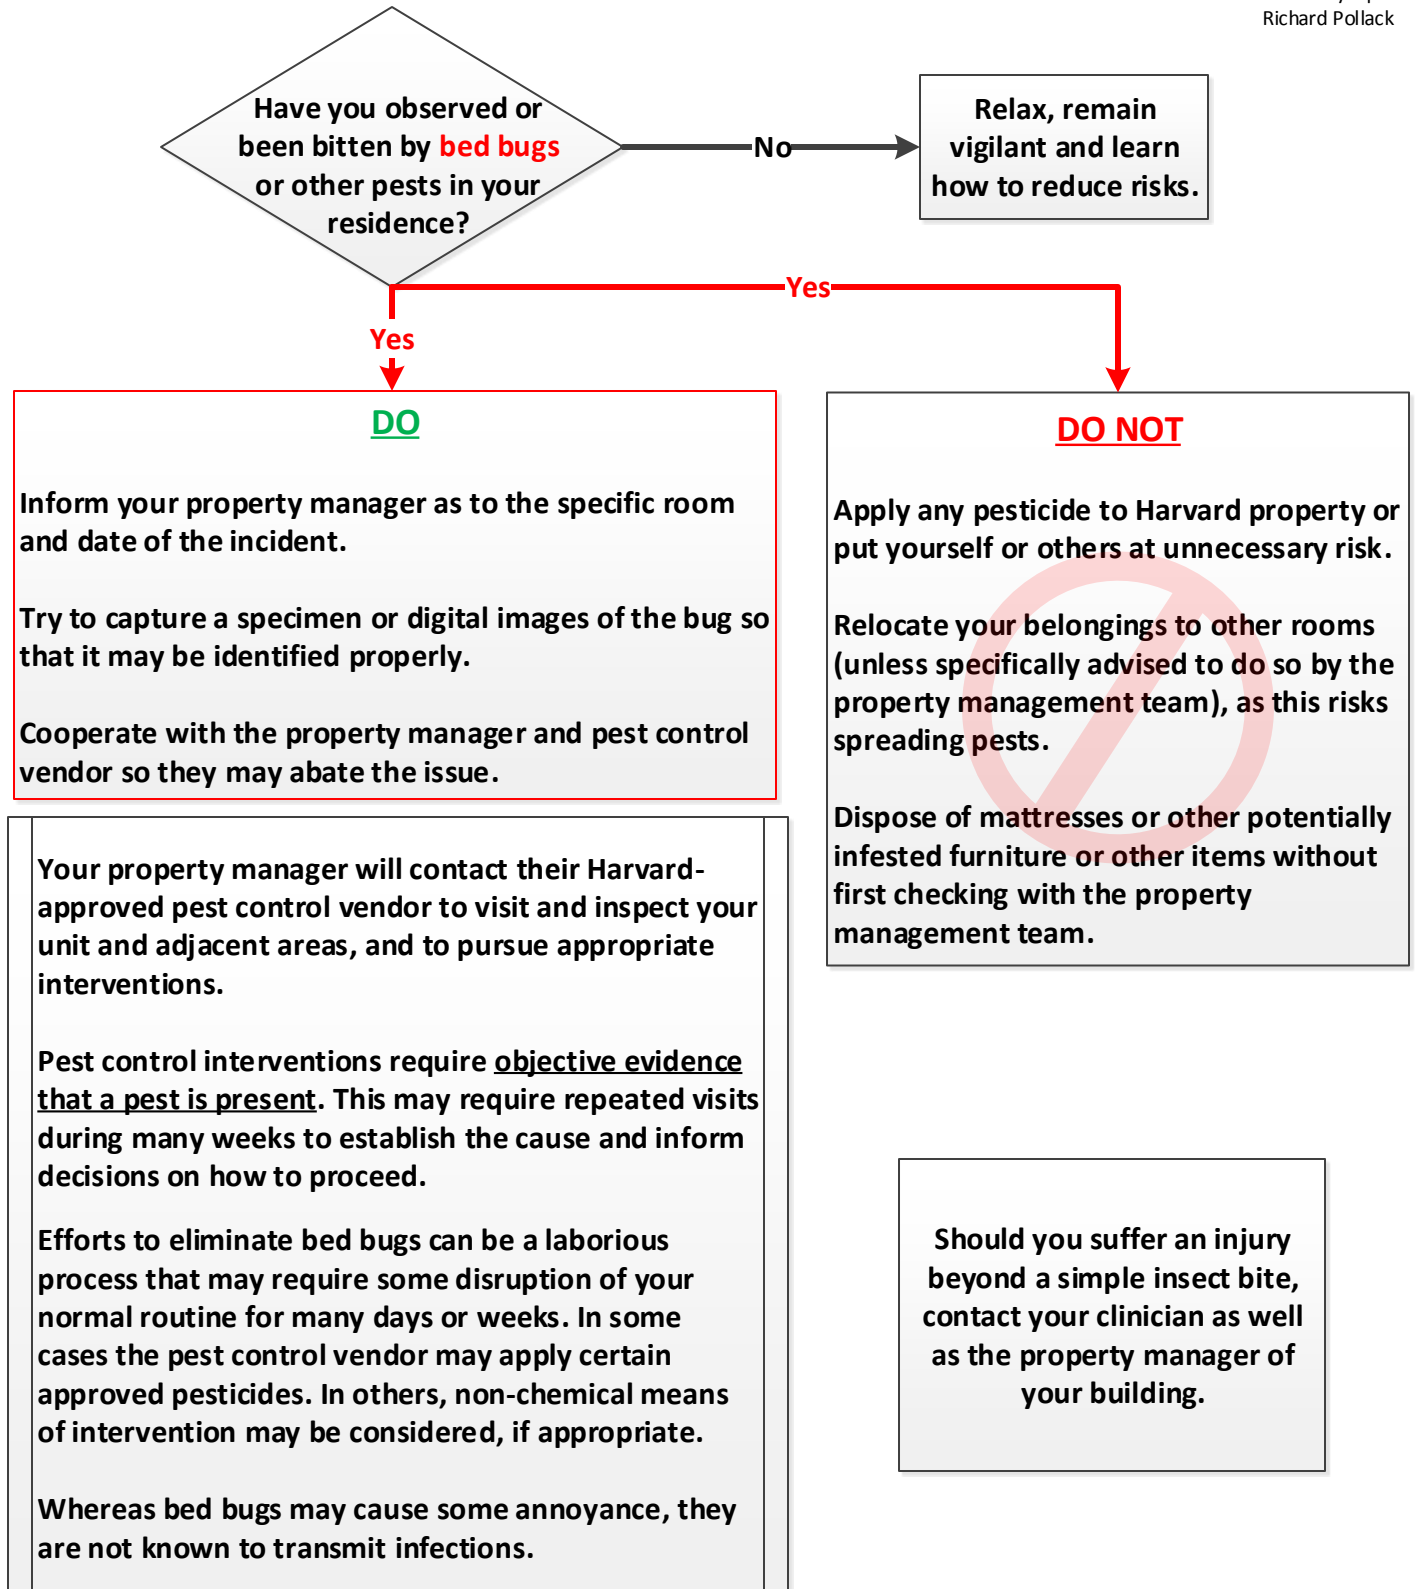 Richard Pollack
Have you observed or
been bitten by bed bugs
or other pests in your
residence?
No
Relax, remain
vigilant and learn
how to reduce risks.
Yes
Yes
DO
Inform your property manager as to the specific room
and date of the incident.
Try to capture a specimen or digital images of the bug so
that it may be identified properly.
Cooperate with the property manager and pest control
vendor so they may abate the issue.
DO NOT
Apply any pesticide to Harvard property or
put yourself or others at unnecessary risk.
Relocate your belongings to other rooms
(unless specifically advised to do so by the
property management team), as this risks
spreading pests.
Dispose of mattresses or other potentially
infested furniture or other items without
first checking with the property
management team.
Your property manager will contact their Harvard-
approved pest control vendor to visit and inspect your
unit and adjacent areas, and to pursue appropriate
interventions.
Pest control interventions require objective evidence
that a pest is present. This may require repeated visits
during many weeks to establish the cause and inform
decisions on how to proceed.
Efforts to eliminate bed bugs can be a laborious
process that may require some disruption of your
normal routine for many days or weeks. In some
cases the pest control vendor may apply certain
approved pesticides. In others, non-chemical means
of intervention may be considered, if appropriate.
Whereas bed bugs may cause some annoyance, they
are not known to transmit infections.
Should you suffer an injury
beyond a simple insect bite,
contact your clinician as well
as the property manager of
your building.